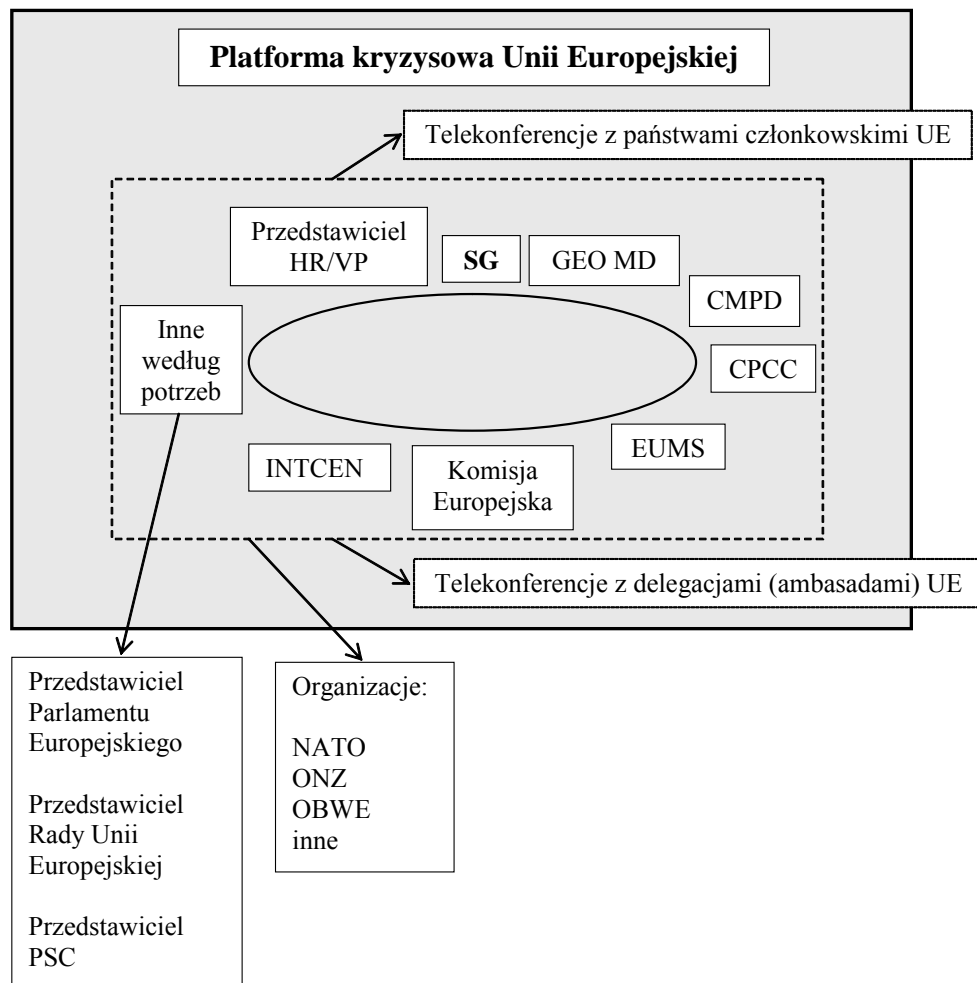 Platforma kryzysowa Unii Europejskiej
Telekonferencje z państwami członkowskimi UE
Przedstawiciel
HR/VP
SG
GEO MD
CMPD
Inne
według
potrzeb
CPCC
EUMS
INTCEN
Komisja
Europejska
Telekonferencje z delegacjami (ambasadami) UE
Przedstawiciel
Parlamentu
Europejskiego
Przedstawiciel
Rady Unii
Europejskiej
Przedstawiciel
PSC
Organizacje:
NATO
ONZ
OBWE
inne